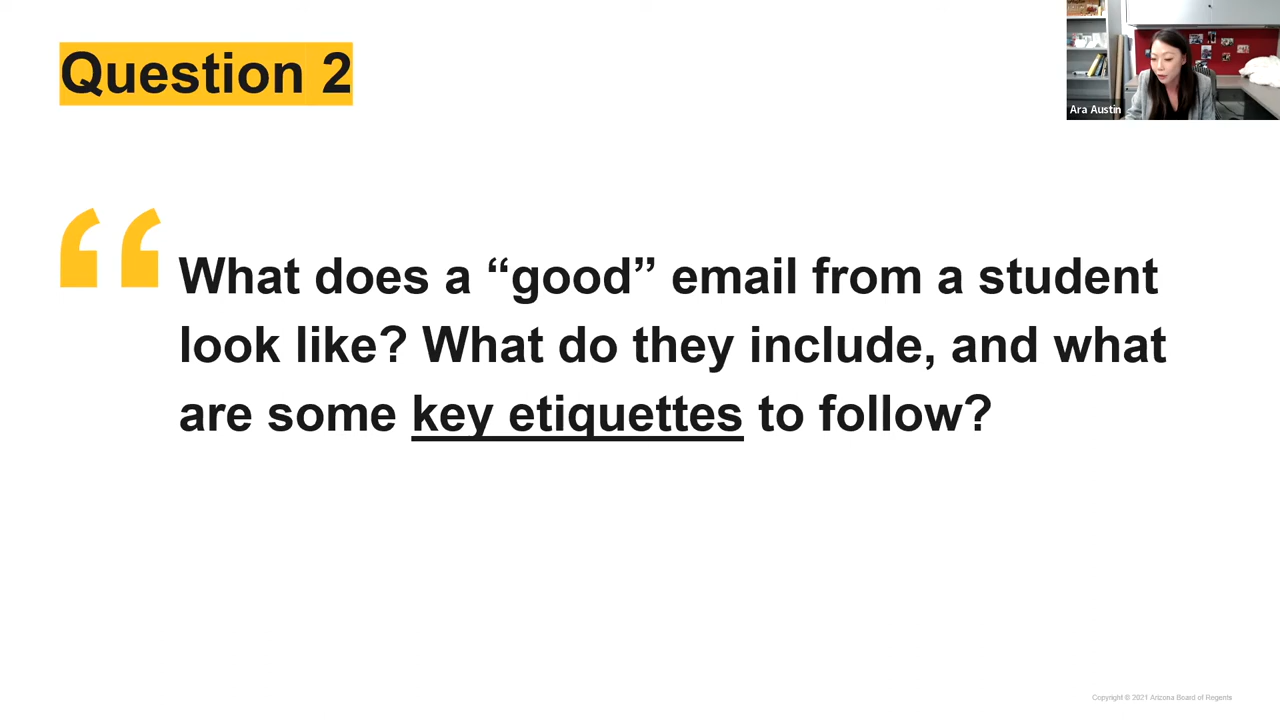 Question 2
Ara Austin
“
What does a “good” email from a student
look like? What do they include, and what
are some key etiquettes to follow?
Copyright © 2021 Arizona Board of Regents